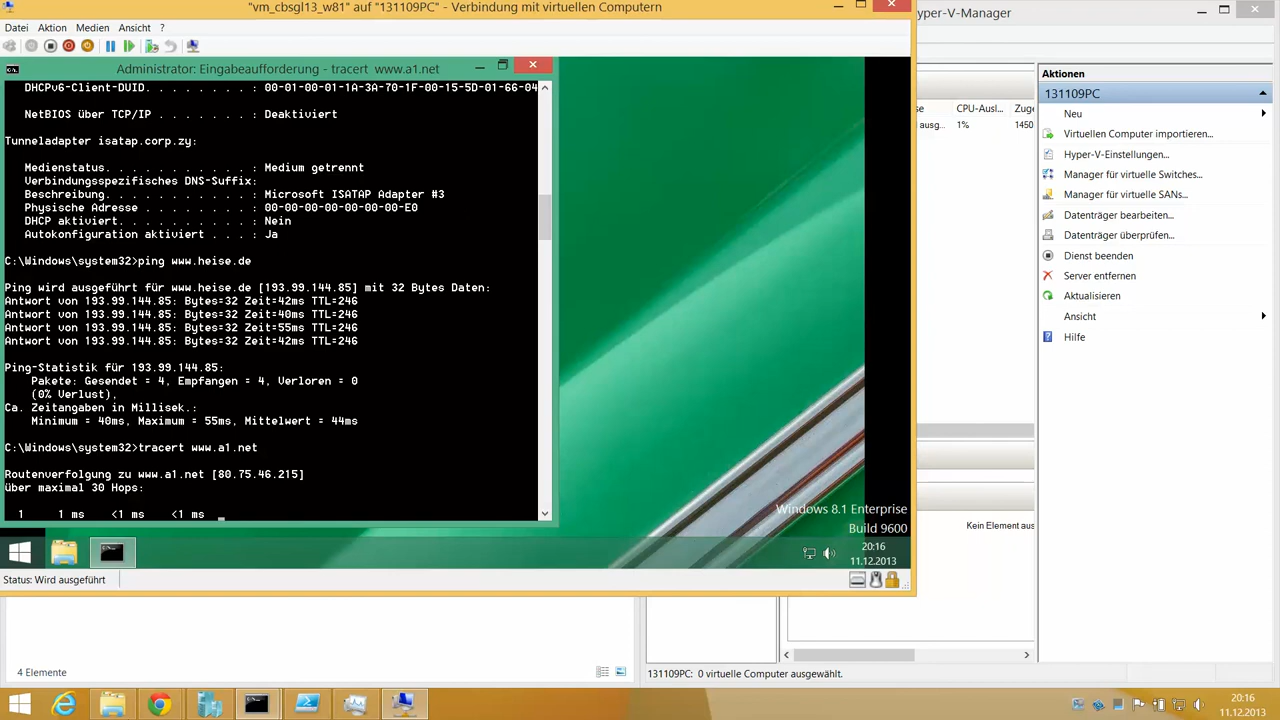 "vm_cbsgl13_w81" auf "131109PC" - Verbindung mit virtuellen Computern
Datei Aktion Medien Ansicht ?
Administrator: Eingabeaufforderung - tracert www.a1.net
DHCPv6-Client-DUID. . . . . . . . : 00-01-00-01-1A-3A-70-1F-00-15-5D-01-66-04
NetBIOS über TCP/IP . . . . . . . : Deaktiviert
Tunneladapter isatap.corp.zy:
Medienstatus. . . . . . . . . . . : Medium getrennt
Verbindungsspezifisches DNS-Suffix:
Beschreibung. . . . . . . . . . . : Microsoft ISATAP Adapter #3
Physische Adresse . . . . . . . . : 00-00-00-00-00-00-00-E0
DHCP aktiviert. . . . . . . . . . : Nein
Autokonfiguration aktiviert . . . : Ja
C:\Windows\system32>ping www.heise.de
Ping wird ausgeführt für www.heise.de [193.99.144.85] mit 32 Bytes Daten:
Antwort von 193.99.144.85: Bytes=32 Zeit=42ms TTL=246
Antwort von 193.99.144.85: Bytes=32 Zeit=40ms TTL=246
Antwort von 193.99.144.85: Bytes=32 Zeit=55ms TTL=246
Antwort von 193.99.144.85: Bytes=32 Zeit=42ms TTL=246
Ping-Statistik für 193.99.144.85:
Pakete: Gesendet = 4, Empfangen = 4, Verloren = 0
(0% Verlust),
Ca. Zeitangaben in Millisek.:
Minimum = 40ms, Maximum = 55ms, Mittelwert = 44ms
C:\Windows\system32>tracert www.a1.net
Routenverfolgung zu www.a1.net [80.75.46.215]
über maximal 30 Hops:
1 1 ms <1 ms <1 ms
Windows 8.1 Enterprise
Build 9600
20:16
11.12.2013
Status: Wird ausgeführt
yper-V-Manager
CPU-Ausl... Zuge
ausg... 1% 1450
Kein Element aus
Aktionen
131109PC
Neu
Virtuellen Computer importieren...
Hyper-V-Einstellungen...
Manager für virtuelle Switches...
Manager für virtuelle SANs...
Datenträger bearbeiten...
Datenträger überprüfen...
Dienst beenden
Server entfernen
Aktualisieren
Ansicht
Hilfe
4 Elemente
131109PC: 0 virtuelle Computer ausgewählt.
20:16
11.12.2013